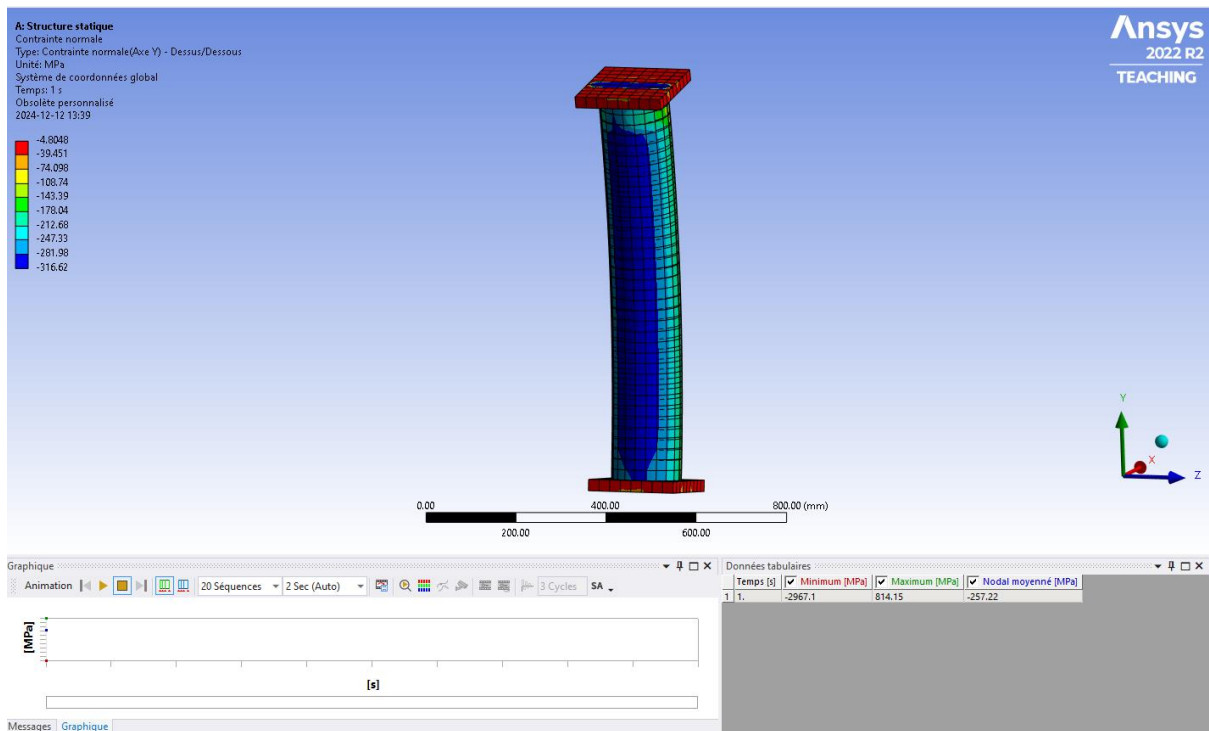 A: Structure statique
Contrainte normale
Type: Contrainte normale(Axe Y) - Dessus/Dessous
Unité: MPa
Système de coordonnées global
Temps: 1 s
Obsolète personnalisé
2024-12-12 13:39
-4.8048
-39.451
-74.098
-108.74
-143.39
-178.04
-212.68
-247.33
-281.98
-316.62
Ansys
2022 R2
TEACHING
Y
X
Z
0.00 400.00 800.00 (mm)
200.00 600.00
Graphique
Animation 20 Séquences 2 Sec (Auto) 3 Cycles SA
[MPa]
[s]
Messages Graphique
Données tabulaires
Temps [s] Minimum [MPa] Maximum [MPa] Nodal moyenné [MPa]
1 1. -2967.1 814.15 -257.22